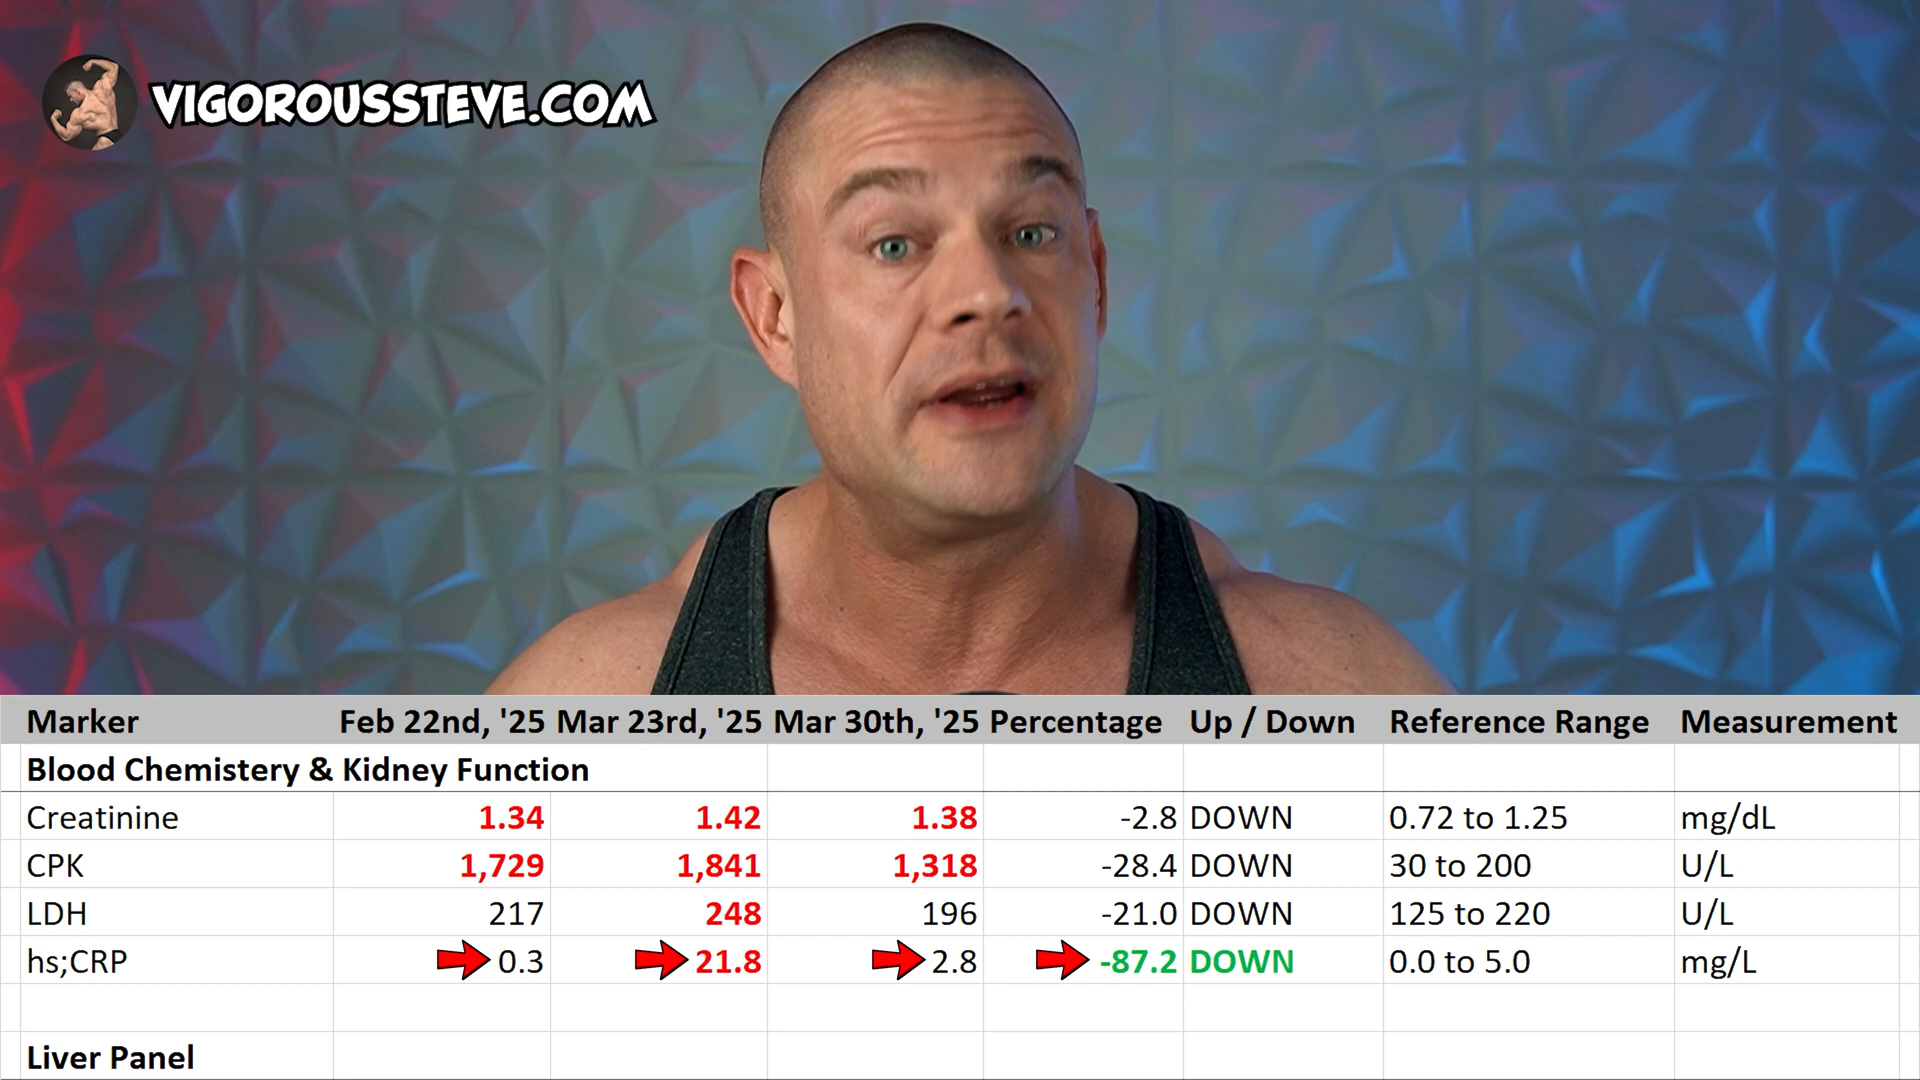 VIGOROUSSTEVE.COM
Marker Feb 22nd, '25 Mar 23rd, '25 Mar 30th, '25 Percentage Up / Down Reference Range Measurement
Blood Chemistery & Kidney Function
Creatinine 1.34 1.42 1.38 -2.8 DOWN 0.72 to 1.25 mg/dL
CPK 1,729 1,841 1,318 -28.4 DOWN 30 to 200 U/L
LDH 217 248 196 -21.0 DOWN 125 to 220 U/L
hs;CRP 0.3 21.8 2.8 -87.2 DOWN 0.0 to 5.0 mg/L
Liver Panel